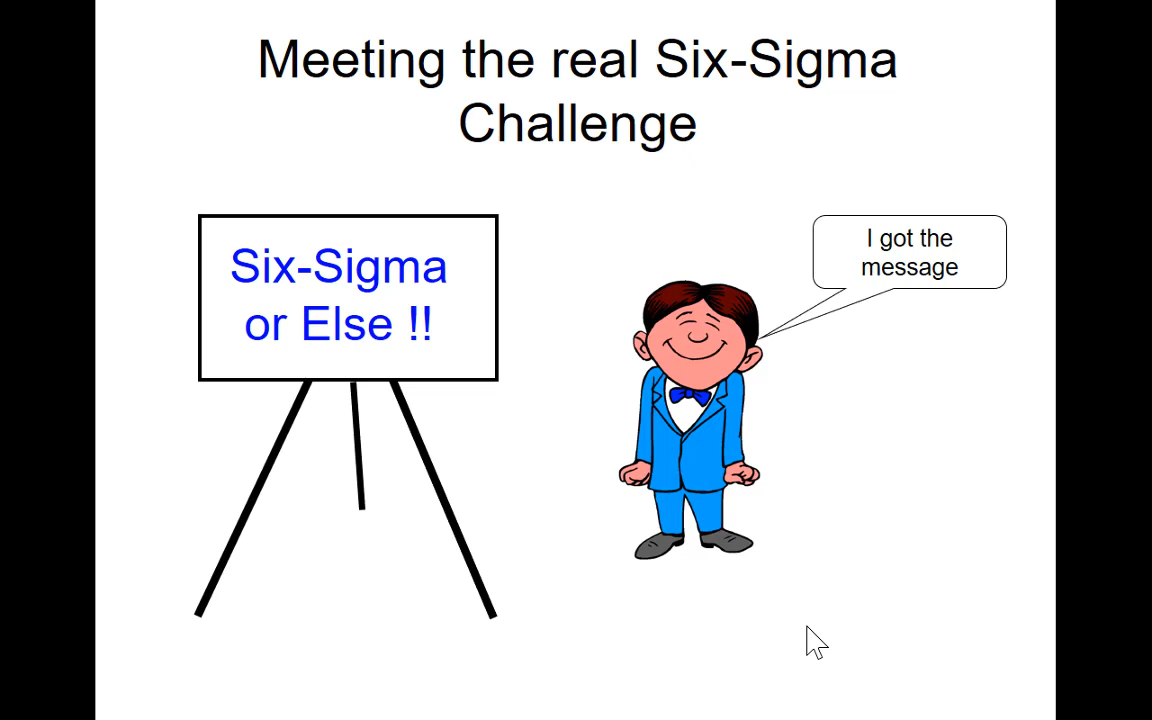 Meeting the real Six-Sigma
Challenge
Six-Sigma
or Else !!
I got the
message